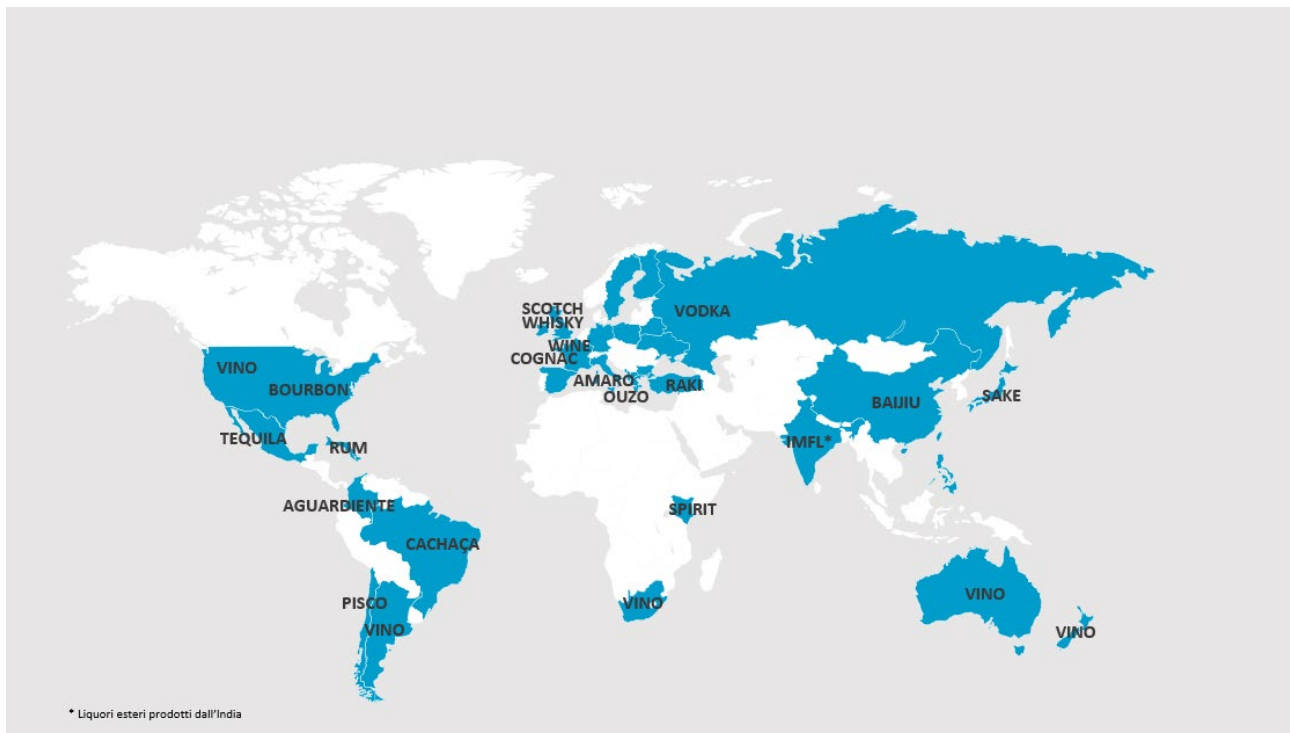 SCOTCH
WHISKY
VODKA
WINE
COGNAC
VINO
BOURBON
AMARO
RAKI
OUZO
BAIJIU
SAKE
TEQUILA
RUM
IMFL*
AGUARDIENTE
SPIRIT
CACHAÇA
PISCO
VINO
VINO
VINO
VINO
* Liquori esteri prodotti dall'India